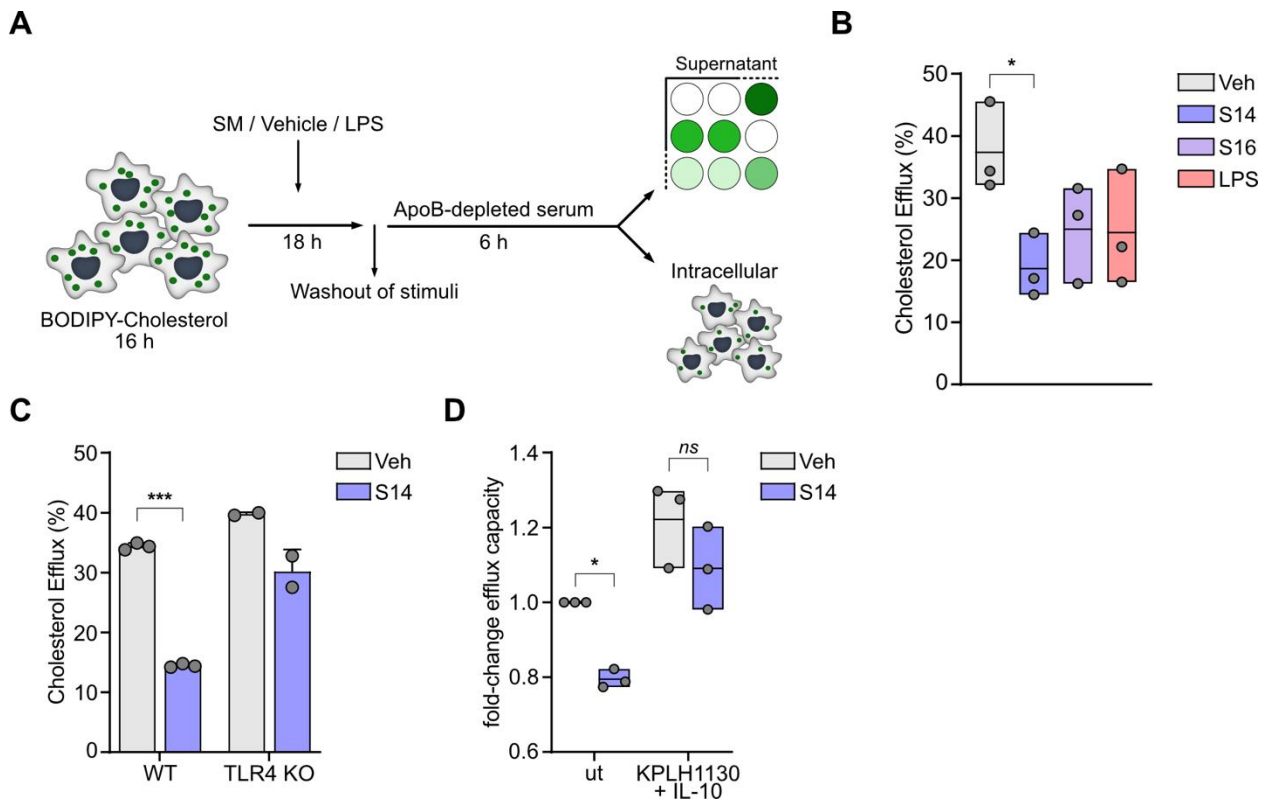 A
SM / Vehicle / LPS
18 h
Washout of stimuli
BODIPY-Cholesterol
16 h
ApoB-depleted serum
6 h
Supernatant
Intracellular
B
Cholesterol Efflux (%)
50
40
30
20
10
0
*
Veh
S14
S16
LPS
C
Cholesterol Efflux (%)
50
40
30
20
10
0
***
WT
TLR4 KO
Veh
S14
D
fold-change efflux capacity
1.4
1.2
1.0
0.8
0.6
*
ns
ut
KPLH1130
+ IL-10
Veh
S14